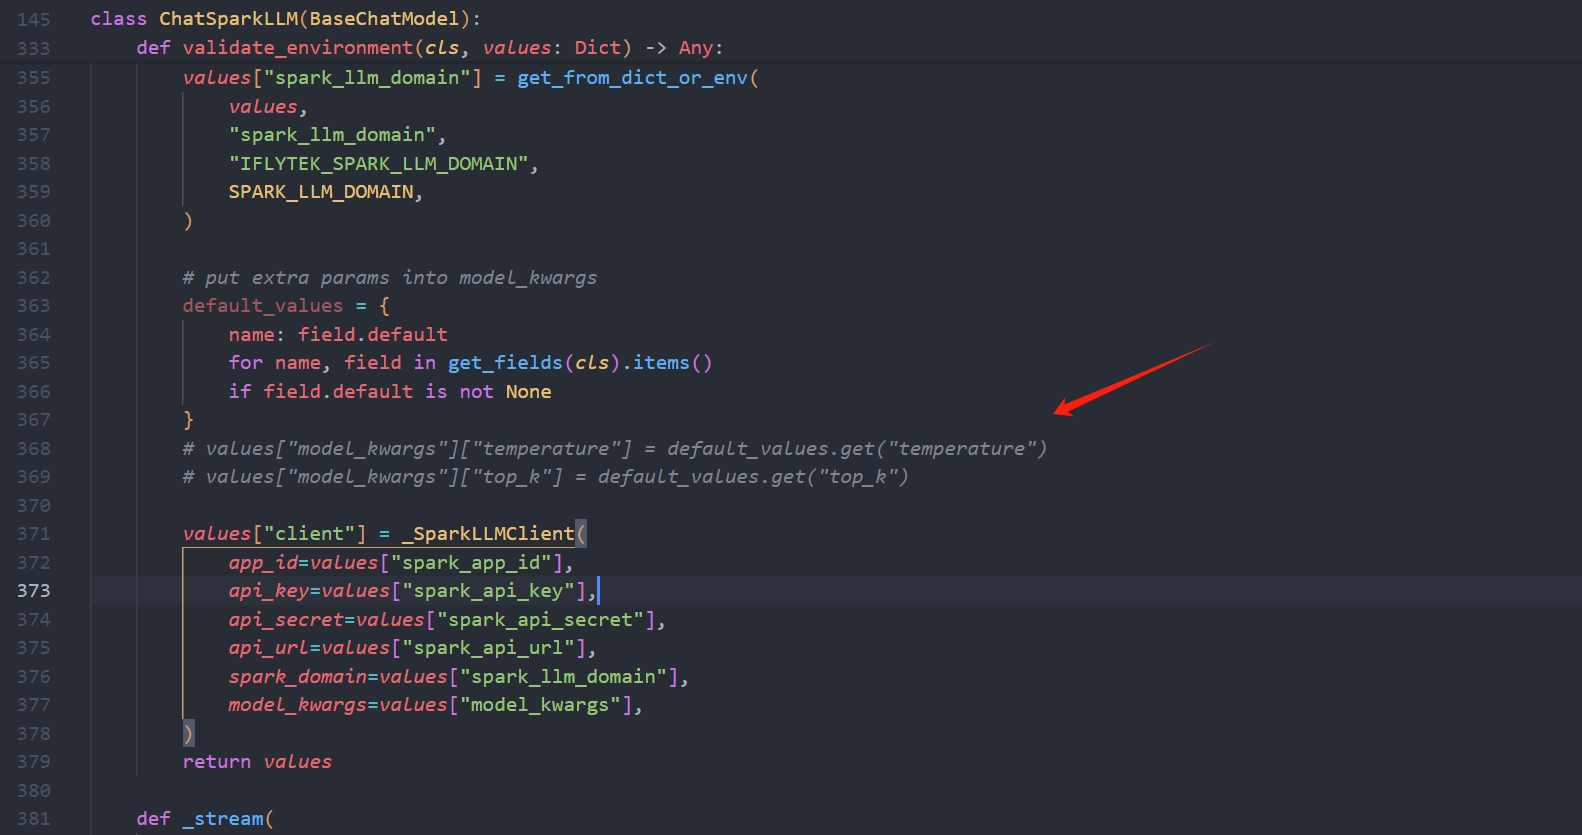 145 class ChatSparkLLM(BaseChatModel):
333     def validate_environment(cls, values: Dict) -> Any:
355         values["spark_llm_domain"] = get_from_dict_or_env(
356             values,
357             "spark_llm_domain",
358             "IFLYTEK_SPARK_LLM_DOMAIN",
359             SPARK_LLM_DOMAIN,
360         )
361
362         # put extra params into model_kwargs
363         default_values = {
364             name: field.default
365             for name, field in get_fields(cls).items()
366             if field.default is not None
367         }
368         # values["model_kwargs"]["temperature"] = default_values.get("temperature")
369         # values["model_kwargs"]["top_k"] = default_values.get("top_k")
370
371         values["client"] = _SparkLLMClient(
372             app_id=values["spark_app_id"],
373             api_key=values["spark_api_key"],
374             api_secret=values["spark_api_secret"],
375             api_url=values["spark_api_url"],
376             spark_domain=values["spark_llm_domain"],
377             model_kwargs=values["model_kwargs"],
378         )
379         return values
380
381     def _stream(